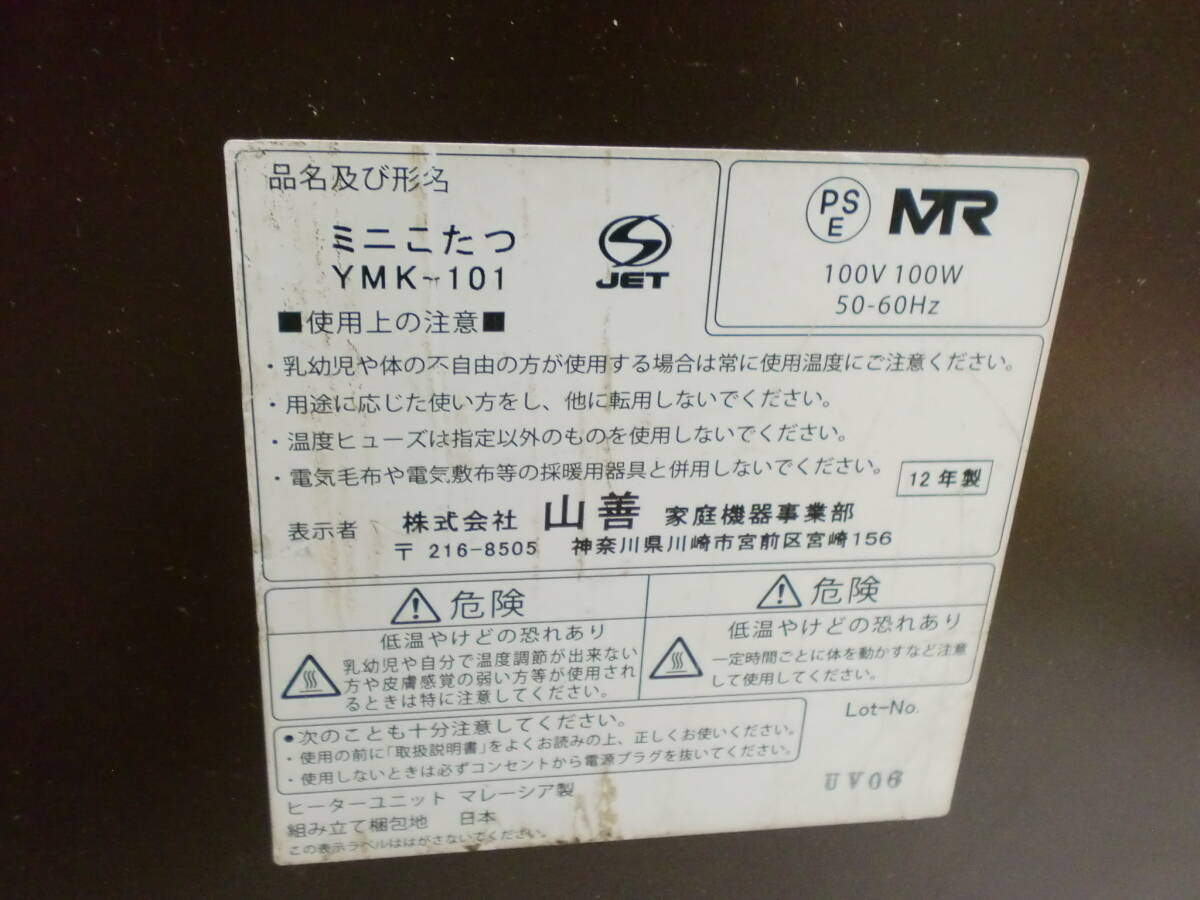 品名及び形名
ミニこたつ
YMK-101
JET
PS
E
MTR
100V 100W
50-60Hz
■使用上の注意■
・乳幼児や体の不自由の方が使用する場合は常に使用温度にご注意ください。
・用途に応じた使い方をし、他に転用しないでください。
・温度ヒューズは指定以外のものを使用しないでください。
・電気毛布や電気敷布等の採暖用器具と併用しないでください。
12年製
表示者 株式会社 山善 家庭機器事業部
〒216-8505 神奈川県川崎市宮前区宮崎156
危険
低温やけどの恐れあり
乳幼児や自分で温度調節が出来ない
方や皮膚感覚の弱い方等が使用され
るときは特に注意してください。
危険
低温やけどの恐れあり
一定時間ごとに体を動かすなど注意
して使用してください。
●次のことも十分注意してください。
・使用の前に「取扱説明書」をよくお読みの上、正しくお使いください。
・使用しないときは必ずコンセントから電源プラグを抜いてください。
Lot-No.
UV06
ヒーターユニット マレーシア製
組み立て梱包地 日本
この表示ラベルははがさないでください。